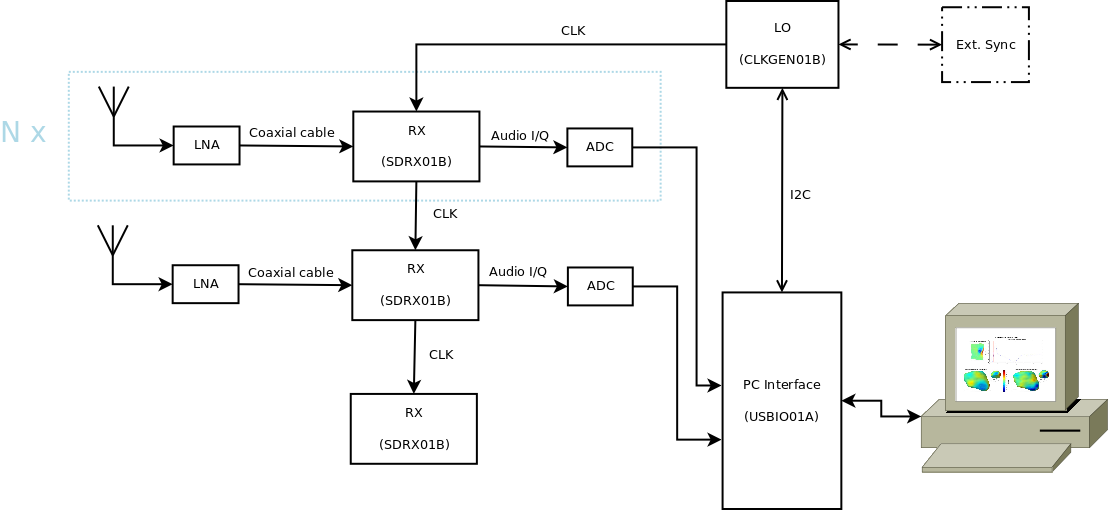 LO
(CLKGEN01B)
Ext. Sync
CLK
N x
LNA
Coaxial cable
RX
(SDRX01B)
Audio I/Q
ADC
CLK
I2C
LNA
Coaxial cable
RX
(SDRX01B)
Audio I/Q
ADC
CLK
RX
(SDRX01B)
PC Interface
(USBIO01A)